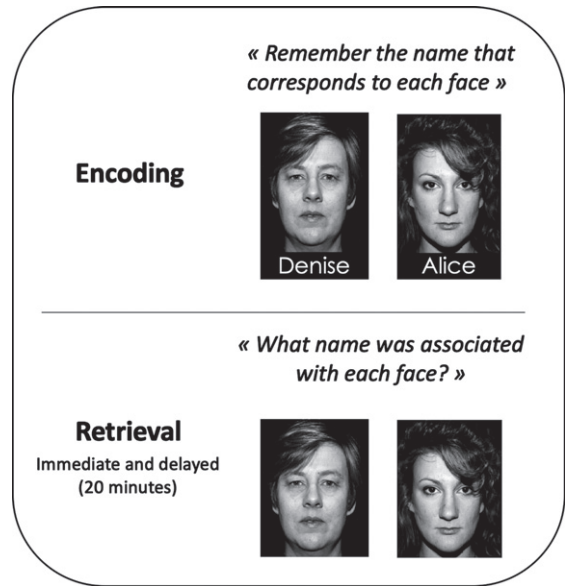 « Remember the name that
corresponds to each face »
Encoding
Denise
Alice
« What name was associated
with each face? »
Retrieval
Immediate and delayed
(20 minutes)